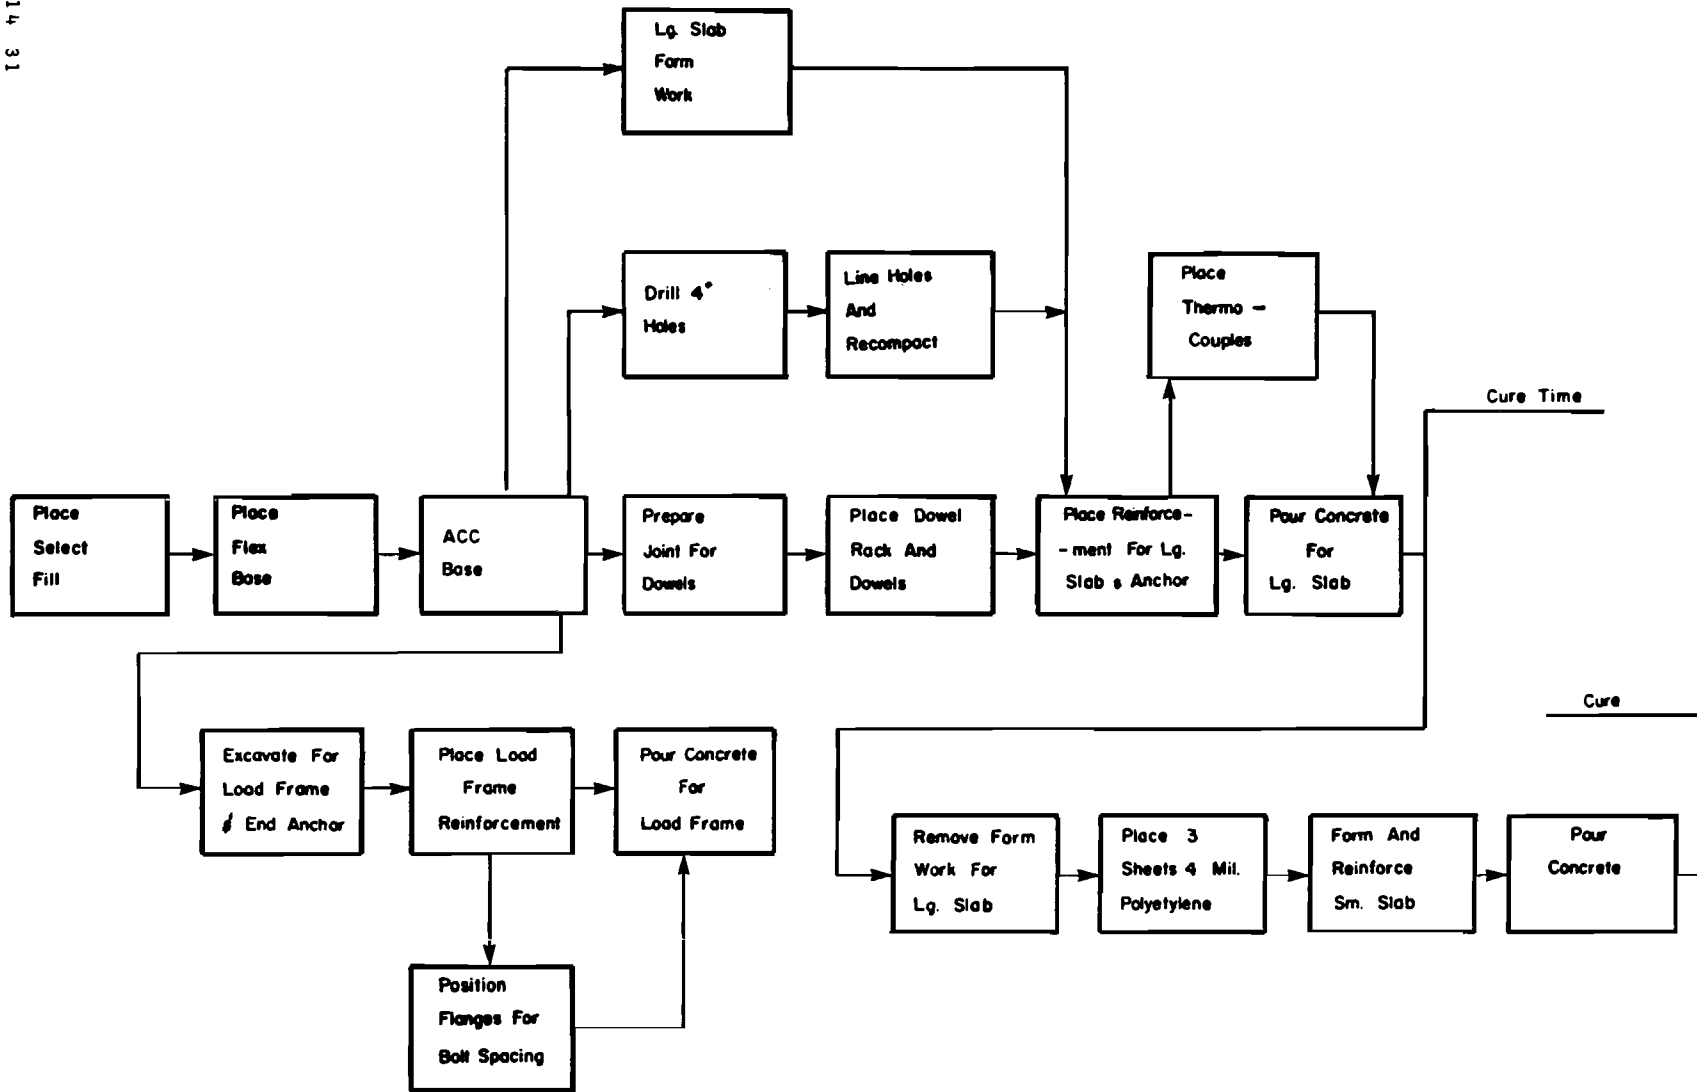 14 31
Lg. Slab
Form
Work
Drill 4"
Holes
Line Holes
And
Recompact
Place
Thermo -
Couples
Cure Time
Place
Select
Fill
Place
Flex
Base
ACC
Base
Prepare
Joint For
Dowels
Place Dowel
Rack And
Dowels
Place Reinforce-
-ment For Lg.
Slab & Anchor
Pour Concrete
For
Lg. Slab
Cure
Excavate For
Load Frame
& End Anchor
Place Load
Frame
Reinforcement
Pour Concrete
For
Load Frame
Remove Form
Work For
Lg. Slab
Place 3
Sheets 4 Mil.
Polyetylene
Form And
Reinforce
Sm. Slab
Pour
Concrete
Position
Flanges For
Bolt Spacing